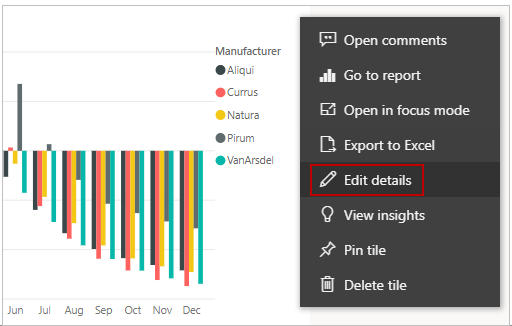 Manufacturer
Aliqui
Currus
Natura
Pirum
VanArsdel
Jun Jul Aug Sep Oct Nov Dec
Open comments
Go to report
Open in focus mode
Export to Excel
Edit details
View insights
Pin tile
Delete tile